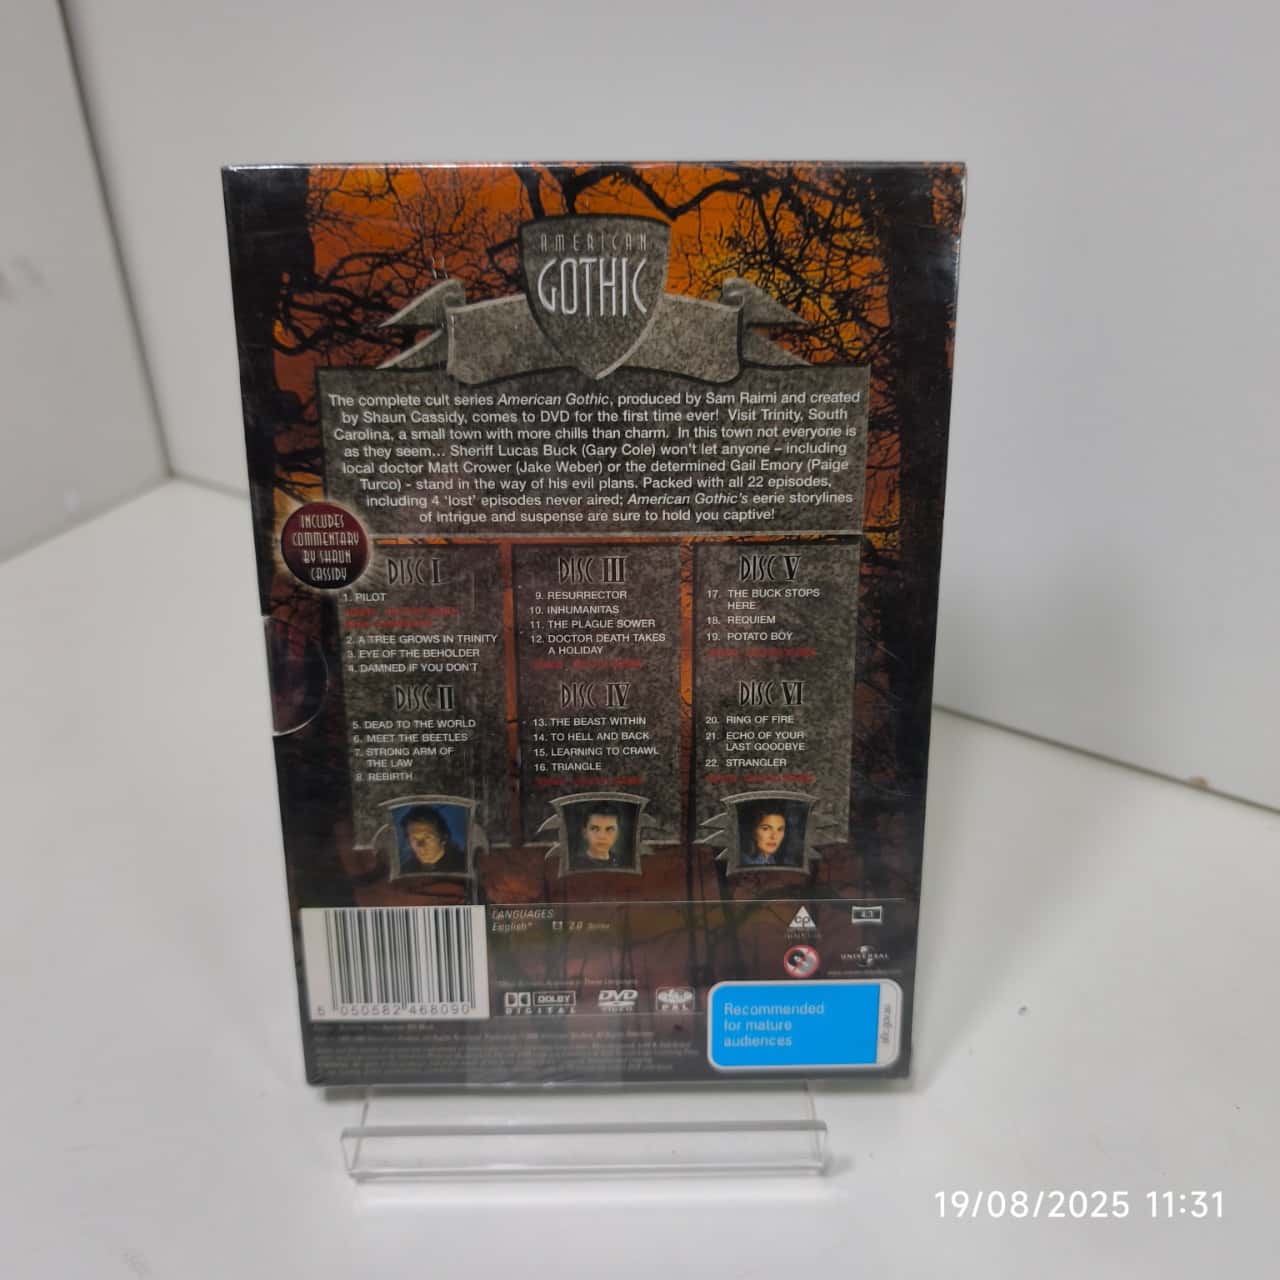 AMERICAN
GOTHIC
The complete cult series American Gothic, produced by Sam Raimi and created
by Shaun Cassidy, comes to DVD for the first time ever! Visit Trinity, South
Carolina, a small town with more chills than charm. In this town not everyone is
as they seem... Sheriff Lucas Buck (Gary Cole) won't let anyone – including
local doctor Matt Crower (Jake Weber) or the determined Gail Emory (Paige
Turco) - stand in the way of his evil plans. Packed with all 22 episodes,
including 4 'lost' episodes never aired; American Gothic's eerie storylines
of intrigue and suspense are sure to hold you captive!
INCLUDES
COMMENTARY
BY SHAUN
CASSIDY
DISC I
1. PILOT
2. A TREE GROWS IN TRINITY
3. EYE OF THE BEHOLDER
4. DAMNED IF YOU DON'T
DISC II
5. DEAD TO THE WORLD
6. MEET THE BEETLES
7. STRONG ARM OF
THE LAW
8. REBIRTH
DISC III
9. RESURRECTOR
10. INHUMANITAS
11. THE PLAGUE SOWER
12. DOCTOR DEATH TAKES
A HOLIDAY
DISC IV
13. THE BEAST WITHIN
14. TO HELL AND BACK
15. LEARNING TO CRAWL
16. TRIANGLE
DISC V
17. THE BUCK STOPS
HERE
18. REQUIEM
19. POTATO BOY
DISC VI
20. RING OF FIRE
21. ECHO OF YOUR
LAST GOODBYE
22. STRANGLER
LANGUAGES
English* 2.0
cp
4:3
UNIVERSAL
5 050582 468090
DOLBY
DIGITAL
DVD
VIDEO
PAL
Recommended
for mature
audiences
19/08/2025 11:31